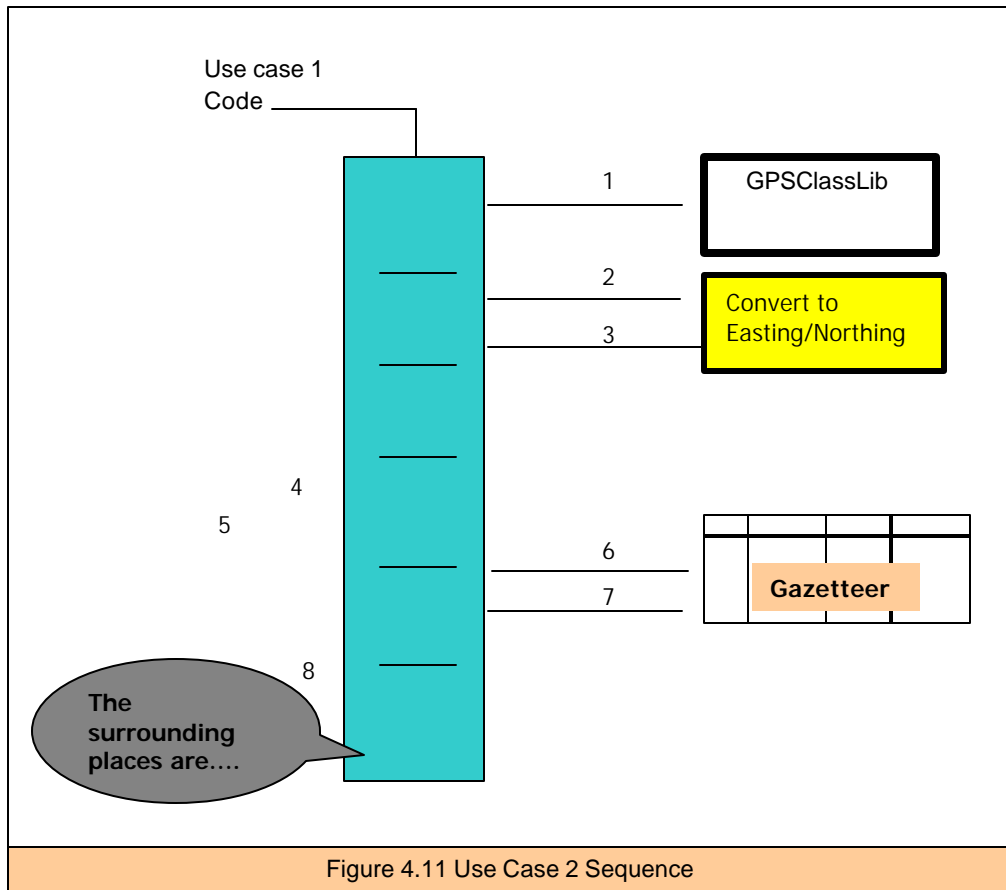 Use case 1
Code
1
GPSClassLib
2
Convert to
Easting/Northing
3
4
5
6
Gazetteer
7
8
The
surrounding
places are....
Figure 4.11 Use Case 2 Sequence